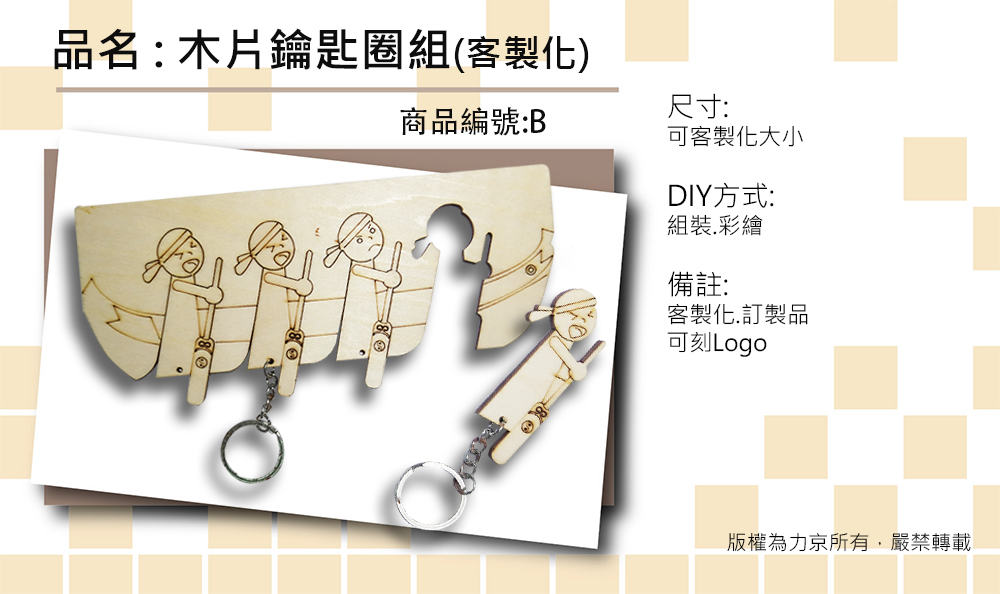 品名 : 木片鑰匙圈組(客製化)
商品編號:B
尺寸:
可客製化大小
DIY方式:
組裝.彩繪
備註:
客製化.訂製品
可刻Logo
版權為力京所有，嚴禁轉載